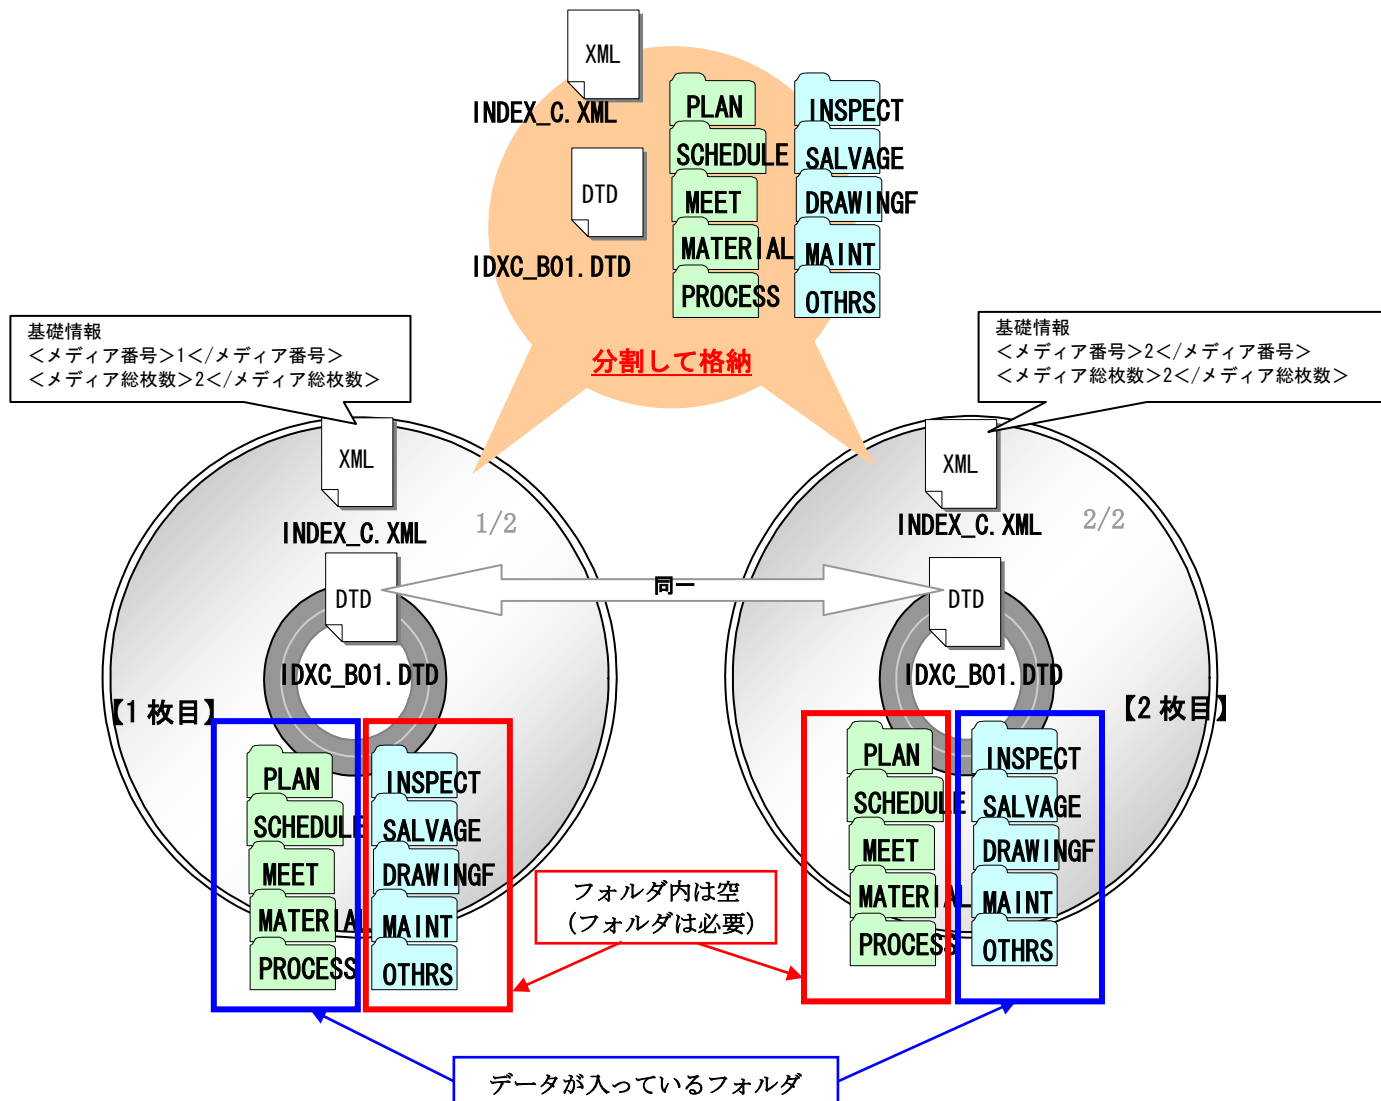 XML
INDEX_C.XML
DTD
IDXC_B01.DTD
PLAN
SCHEDULE
MEET
MATERIAL
PROCESS
INSPECT
SALVAGE
DRAWINGF
MAINT
OTHRS
分割して格納
基礎情報
<メディア番号>1</メディア番号>
<メディア総枚数>2</メディア総枚数>
基礎情報
<メディア番号>2</メディア番号>
<メディア総枚数>2</メディア総枚数>
XML
INDEX_C.XML
1/2
DTD
IDXC_B01.DTD
【1 枚目】
同一
XML
INDEX_C.XML
2/2
DTD
IDXC_B01.DTD
【2 枚目】
PLAN
SCHEDULE
MEET
MATERIAL
PROCESS
INSPECT
SALVAGE
DRAWINGF
MAINT
OTHRS
フォルダ内は空
(フォルダは必要)
PLAN
SCHEDULE
MEET
MATERIAL
PROCESS
INSPECT
SALVAGE
DRAWINGF
MAINT
OTHRS
データが入っているフォルダ